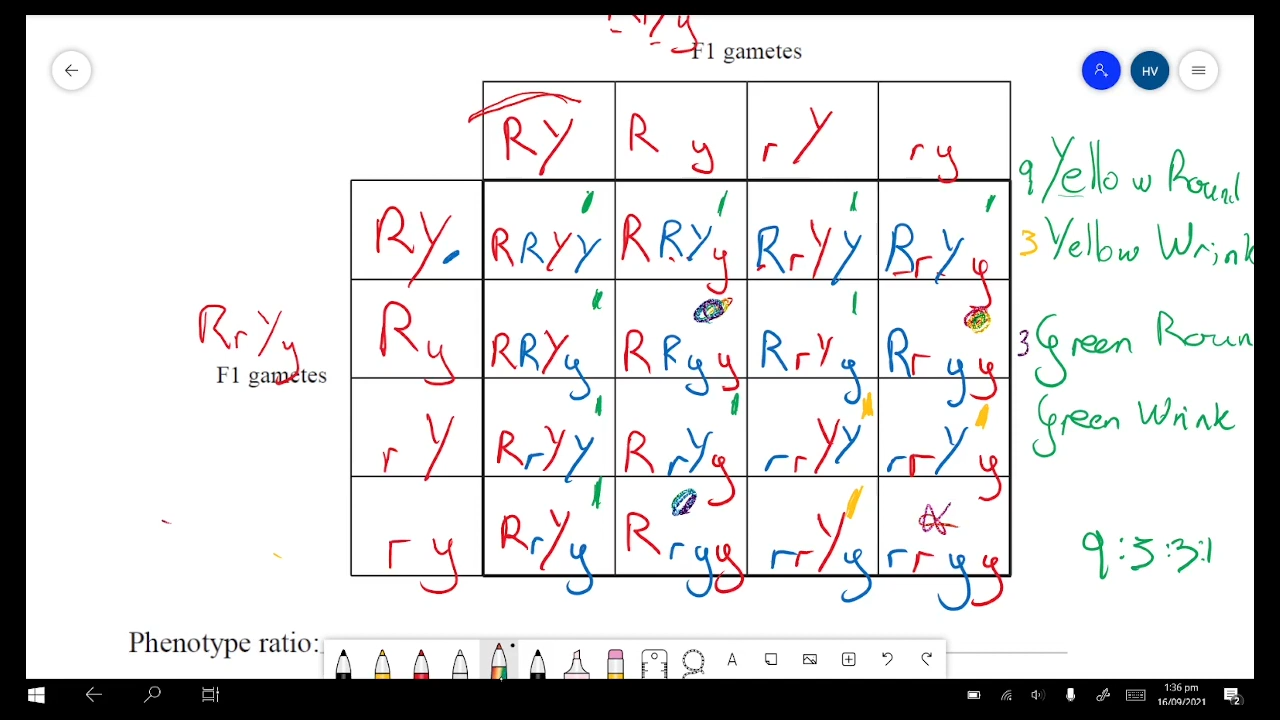 RrYy
F1 gametes
HV
RY Ry rY ry
9 Yellow Round
RY RRYY RRYy RrYY RrYy
3 Yellow Wrink
RrYy
F1 gametes
Ry RRYy RRyy RrYy Rryy
3 Green Roun
rY RrYY RrYy rrYY rrYy
Green Wrink
ry RrYy Rryy rrYy rryy
9:3:3:1
Phenotype ratio:
A
1:36 pm
16/09/2021
2